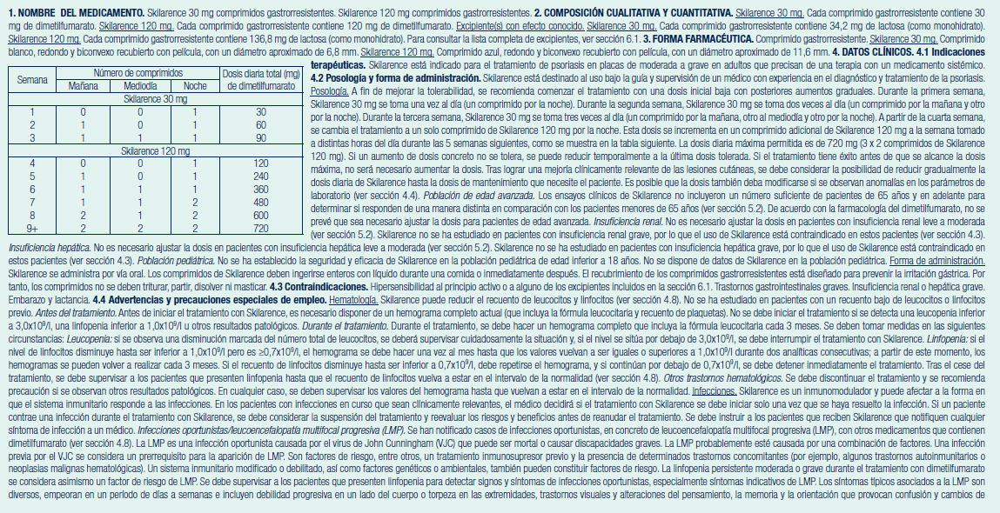 1. NOMBRE DEL MEDICAMENTO. Skilarence 30 mg comprimidos gastrorresistentes. Skilarence 120 mg comprimidos gastrorresistentes. 2. COMPOSICIÓN CUALITATIVA Y CUANTITATIVA. Skilarence 30 mg. Cada comprimido gastrorresistente contiene 30
mg de dimetilfumarato. Skilarence 120 mg. Cada comprimido gastrorresistente contiene 120 mg de dimetilfumarato. Excipiente(s) con efecto conocido. Skilarence 30 mg. Cada comprimido gastrorresistente contiene 34,2 mg de lactosa (como monohidrato).
Skilarence 120 mg. Cada comprimido gastrorresistente contiene 136,8 mg de lactosa (como monohidrato). Para consultar la lista completa de excipientes, ver sección 6.1. 3. FORMA FARMACÉUTICA. Comprimido gastrorresistente. Skilarence 30 mg. Comprimido
blanco, redondo y biconvexo recubierto con película, con un diámetro aproximado de 6,8 mm. Skilarence 120 mg. Comprimido azul, redondo y biconvexo recubierto con película, con un diámetro aproximado de 11,6 mm. 4. DATOS CLÍNICOS. 4.1 Indicaciones
Semana Número de comprimidos Dosis diaria total (mg)
Mañana Mediodía Noche de dimetilfumarato
Skilarence 30 mg
1 0 0 1 30
2 1 0 1 60
3 1 1 1 90
Skilarence 120 mg
4 0 0 1 120
5 1 0 1 240
6 1 1 1 360
7 1 1 2 480
8 2 1 2 600
9+ 2 2 2 720
terapéuticas. Skilarence está indicado para el tratamiento de psoriasis en placas de moderada a grave en adultos que precisan de una terapia con un medicamento sistémico.
4.2 Posología y forma de administración. Skilarence está destinado al uso bajo la guía y supervisión de un médico con experiencia en el diagnóstico y tratamiento de la psoriasis.
Posología. A fin de mejorar la tolerabilidad, se recomienda comenzar el tratamiento con una dosis inicial baja con posteriores aumentos graduales. Durante la primera semana,
Skilarence 30 mg se toma una vez al día (un comprimido por la noche). Durante la segunda semana, Skilarence 30 mg se toma dos veces al día (un comprimido por la mañana y otro
por la noche). Durante la tercera semana, Skilarence 30 mg se toma tres veces al día (un comprimido por la mañana, otro al mediodía y otro por la noche). A partir de la cuarta semana,
se cambia el tratamiento a un solo comprimido de Skilarence 120 mg por la noche. Esta dosis se incrementa en un comprimido adicional de Skilarence 120 mg a la semana tomado
a distintas horas del día durante las 5 semanas siguientes, como se muestra en la tabla siguiente. La dosis diaria máxima permitida es de 720 mg (3 x 2 comprimidos de Skilarence
120 mg). Si un aumento de dosis concreto no se tolera, se puede reducir temporalmente a la última dosis tolerada. Si el tratamiento tiene éxito antes de que se alcance la dosis
máxima, no será necesario aumentar la dosis. Tras lograr una mejoría clínicamente relevante de las lesiones cutáneas, se debe considerar la posibilidad de reducir gradualmente la
dosis diaria de Skilarence hasta la dosis de mantenimiento que necesite el paciente. Es posible que la dosis también deba modificarse si se observan anomalías en los parámetros de
laboratorio (ver sección 4.4). Población de edad avanzada. Los ensayos clínicos de Skilarence no incluyeron un número suficiente de pacientes de 65 años y en adelante para
determinar si responden de una manera distinta en comparación con los pacientes menores de 65 años (ver sección 5.2). De acuerdo con la farmacología del dimetilfumarato, no se
prevé que sea necesario ajustar la dosis para pacientes de edad avanzada. Insuficiencia renal. No es necesario ajustar la dosis en pacientes con insuficiencia renal leve a moderada
(ver sección 5.2). Skilarence no se ha estudiado en pacientes con insuficiencia renal grave, por lo que el uso de Skilarence está contraindicado en estos pacientes (ver sección 4.3).
Insuficiencia hepática. No es necesario ajustar la dosis en pacientes con insuficiencia hepática leve a moderada (ver sección 5.2). Skilarence no se ha estudiado en pacientes con insuficiencia hepática grave, por lo que el uso de Skilarence está contraindicado en
estos pacientes (ver sección 4.3). Población pediátrica. No se ha establecido la seguridad y eficacia de Skilarence en la población pediátrica de edad inferior a 18 años. No se dispone de datos de Skilarence en la población pediátrica. Forma de administración.
Skilarence se administra por vía oral. Los comprimidos de Skilarence deben ingerirse enteros con líquido durante una comida o inmediatamente después. El recubrimiento de los comprimidos gastrorresistentes está diseñado para prevenir la irritación gástrica. Por
tanto, los comprimidos no se deben triturar, partir, disolver ni masticar. 4.3 Contraindicaciones. Hipersensibilidad al principio activo o a alguno de los excipientes incluidos en la sección 6.1. Trastornos gastrointestinales graves. Insuficiencia renal o hepática grave.
Embarazo y lactancia. 4.4 Advertencias y precauciones especiales de empleo. Hematología. Skilarence puede reducir el recuento de leucocitos y linfocitos (ver sección 4.8). No se ha estudiado en pacientes con un recuento bajo de leucocitos o linfocitos
previo. Antes del tratamiento. Antes de iniciar el tratamiento con Skilarence, es necesario disponer de un hemograma completo actual (que incluya la fórmula leucocitaria y recuento de plaquetas). No se debe iniciar el tratamiento si se detecta una leucopenia inferior
a 3,0x10⁹/l, una linfopenia inferior a 1,0x10⁹/l u otros resultados patológicos. Durante el tratamiento. Durante el tratamiento, se debe hacer un hemograma completo que incluya la fórmula leucocitaria cada 3 meses. Se deben tomar medidas en las siguientes
circunstancias: Leucopenia: si se observa una disminución marcada del número total de leucocitos, se deberá supervisar cuidadosamente la situación y, si el nivel se sitúa por debajo de 3,0x10⁹/l, se debe interrumpir el tratamiento con Skilarence. Linfopenia: si el
nivel de linfocitos disminuye hasta ser inferior a 1,0x10⁹/l pero es ≥0,7x10⁹/l, el hemograma se debe hacer una vez al mes hasta que los valores vuelvan a ser iguales o superiores a 1,0x10⁹/l durante dos analíticas consecutivas; a partir de este momento, los
hemogramas se pueden volver a realizar cada 3 meses. Si el recuento de linfocitos disminuye hasta ser inferior a 0,7x10⁹/l, debe repetirse el hemograma, y si continúan por debajo de 0,7x10⁹/l, se debe detener inmediatamente el tratamiento. Tras el cese del
tratamiento, se debe supervisar a los pacientes que presenten linfopenia hasta que el recuento de linfocitos vuelva a estar en el intervalo de la normalidad (ver sección 4.8). Otros trastornos hematológicos. Se debe discontinuar el tratamiento y se recomienda
precaución si se observan otros resultados patológicos. En cualquier caso, se deben supervisar los valores del hemograma hasta que vuelvan a estar en el intervalo de la normalidad. Infecciones. Skilarence es un inmunomodulador y puede afectar a la forma en
que el sistema inmunitario responde a las infecciones. En los pacientes con infecciones en curso que sean clínicamente relevantes, el médico decidirá si el tratamiento con Skilarence se debe iniciar solo una vez que se haya resuelto la infección. Si un paciente
contrae una infección durante el tratamiento con Skilarence, se debe considerar la suspensión del tratamiento y reevaluar los riesgos y beneficios antes de reanudar el tratamiento. Se debe instruir a los pacientes que reciben Skilarence que notifiquen cualquier
síntoma de infección a un médico. Infecciones oportunistas/leucoencefalopatía multifocal progresiva (LMP). Se han notificado casos de infecciones oportunistas, en concreto de leucoencefalopatía multifocal progresiva (LMP), con otros medicamentos que contienen
dimetilfumarato (ver sección 4.8). La LMP es una infección oportunista causada por el virus de John Cunningham (VJC) que puede ser mortal o causar discapacidades graves. La LMP probablemente esté causada por una combinación de factores. Una infección
previa por el VJC se considera un prerrequisito para la aparición de LMP. Son factores de riesgo, entre otros, un tratamiento inmunosupresor previo y la presencia de determinados trastornos concomitantes (por ejemplo, algunos trastornos autoinmunitarios o
neoplasias malignas hematológicas). Un sistema inmunitario modificado o debilitado, así como factores genéticos o ambientales, también pueden constituir factores de riesgo. La linfopenia persistente moderada o grave durante el tratamiento con dimetilfumarato
se considera asimismo un factor de riesgo de LMP. Se debe supervisar a los pacientes que presenten linfopenia para detectar signos y síntomas de infecciones oportunistas, especialmente síntomas indicativos de LMP. Los síntomas típicos asociados a la LMP son
diversos, empeoran en un período de días a semanas e incluyen debilidad progresiva en un lado del cuerpo o torpeza en las extremidades, trastornos visuales y alteraciones del pensamiento, la memoria y la orientación que provocan confusión y cambios de